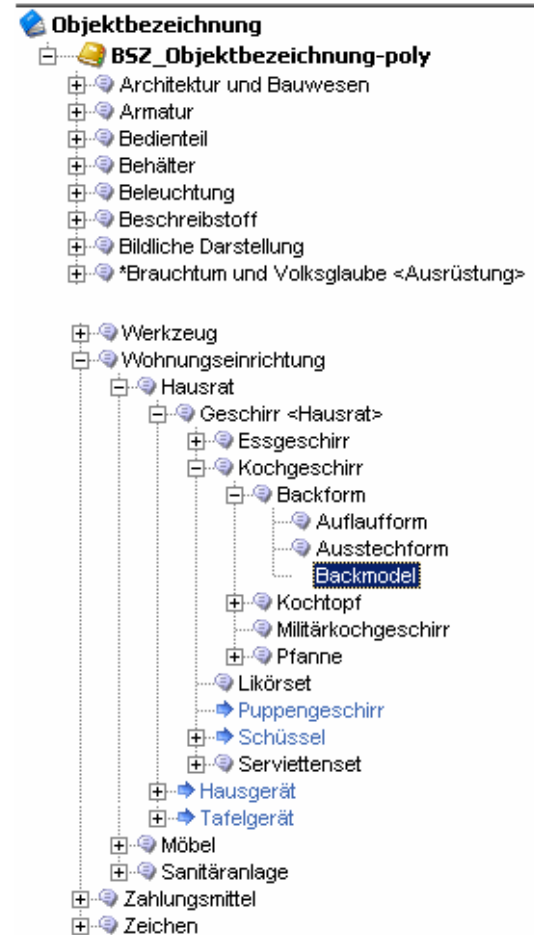 Objektbezeichnung
BSZ_Objektbezeichnung-poly
Architektur und Bauwesen
Armatur
Bedienteil
Behälter
Beleuchtung
Beschreibstoff
Bildliche Darstellung
*Brauchtum und Volksglaube <Ausrüstung>
Werkzeug
Wohnungseinrichtung
Hausrat
Geschirr <Hausrat>
Essgeschirr
Kochgeschirr
Backform
Auflaufform
Ausstechform
Backmodel
Kochtopf
Militärkochgeschirr
Pfanne
Likörset
Puppengeschirr
Schüssel
Serviettenset
Hausgerät
Tafelgerät
Möbel
Sanitäranlage
Zahlungsmittel
Zeichen